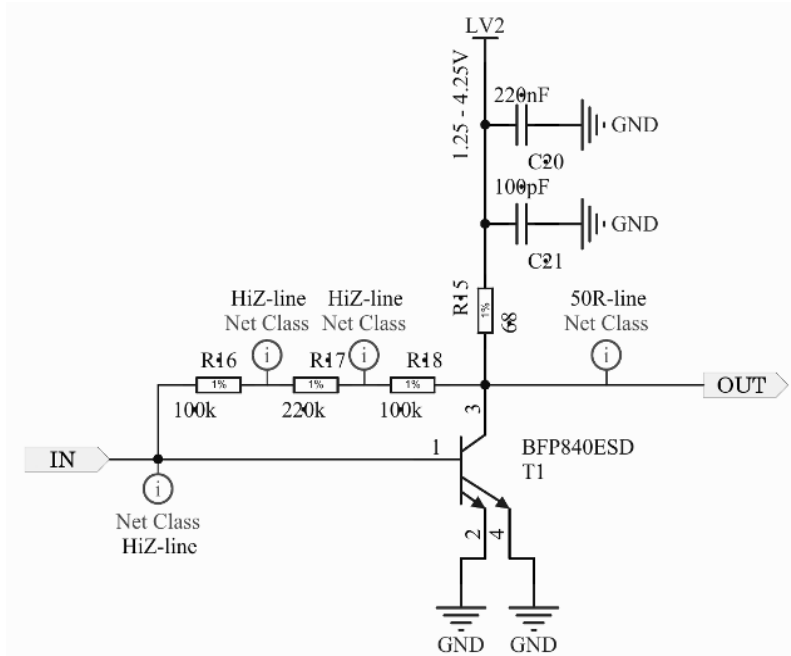 LV2
1.25 - 4.25V
220nF
GND
C20
100pF
GND
C21
R15
1%
68
HiZ-line
Net Class
HiZ-line
Net Class
50R-line
Net Class
i
i
i
R16
R17
R18
1%
1%
1%
100k
220k
100k
OUT
3
IN
1
BFP840ESD
T1
i
Net Class
HiZ-line
2
4
GND
GND